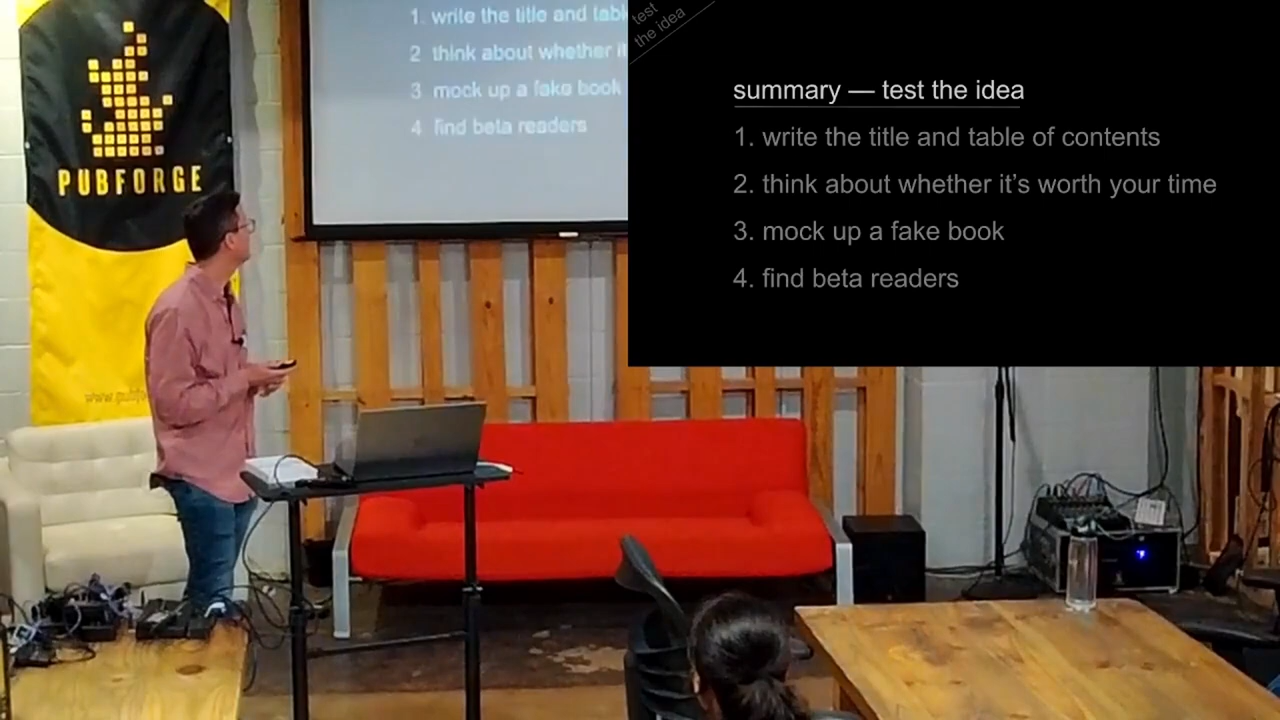 PUBFORGE
1. write the title and
2 think about whether
3 mock up a fake book
4 find beta readers
test
the idea
summary — test the idea
1. write the title and table of contents
2. think about whether it's worth your time
3. mock up a fake book
4. find beta readers